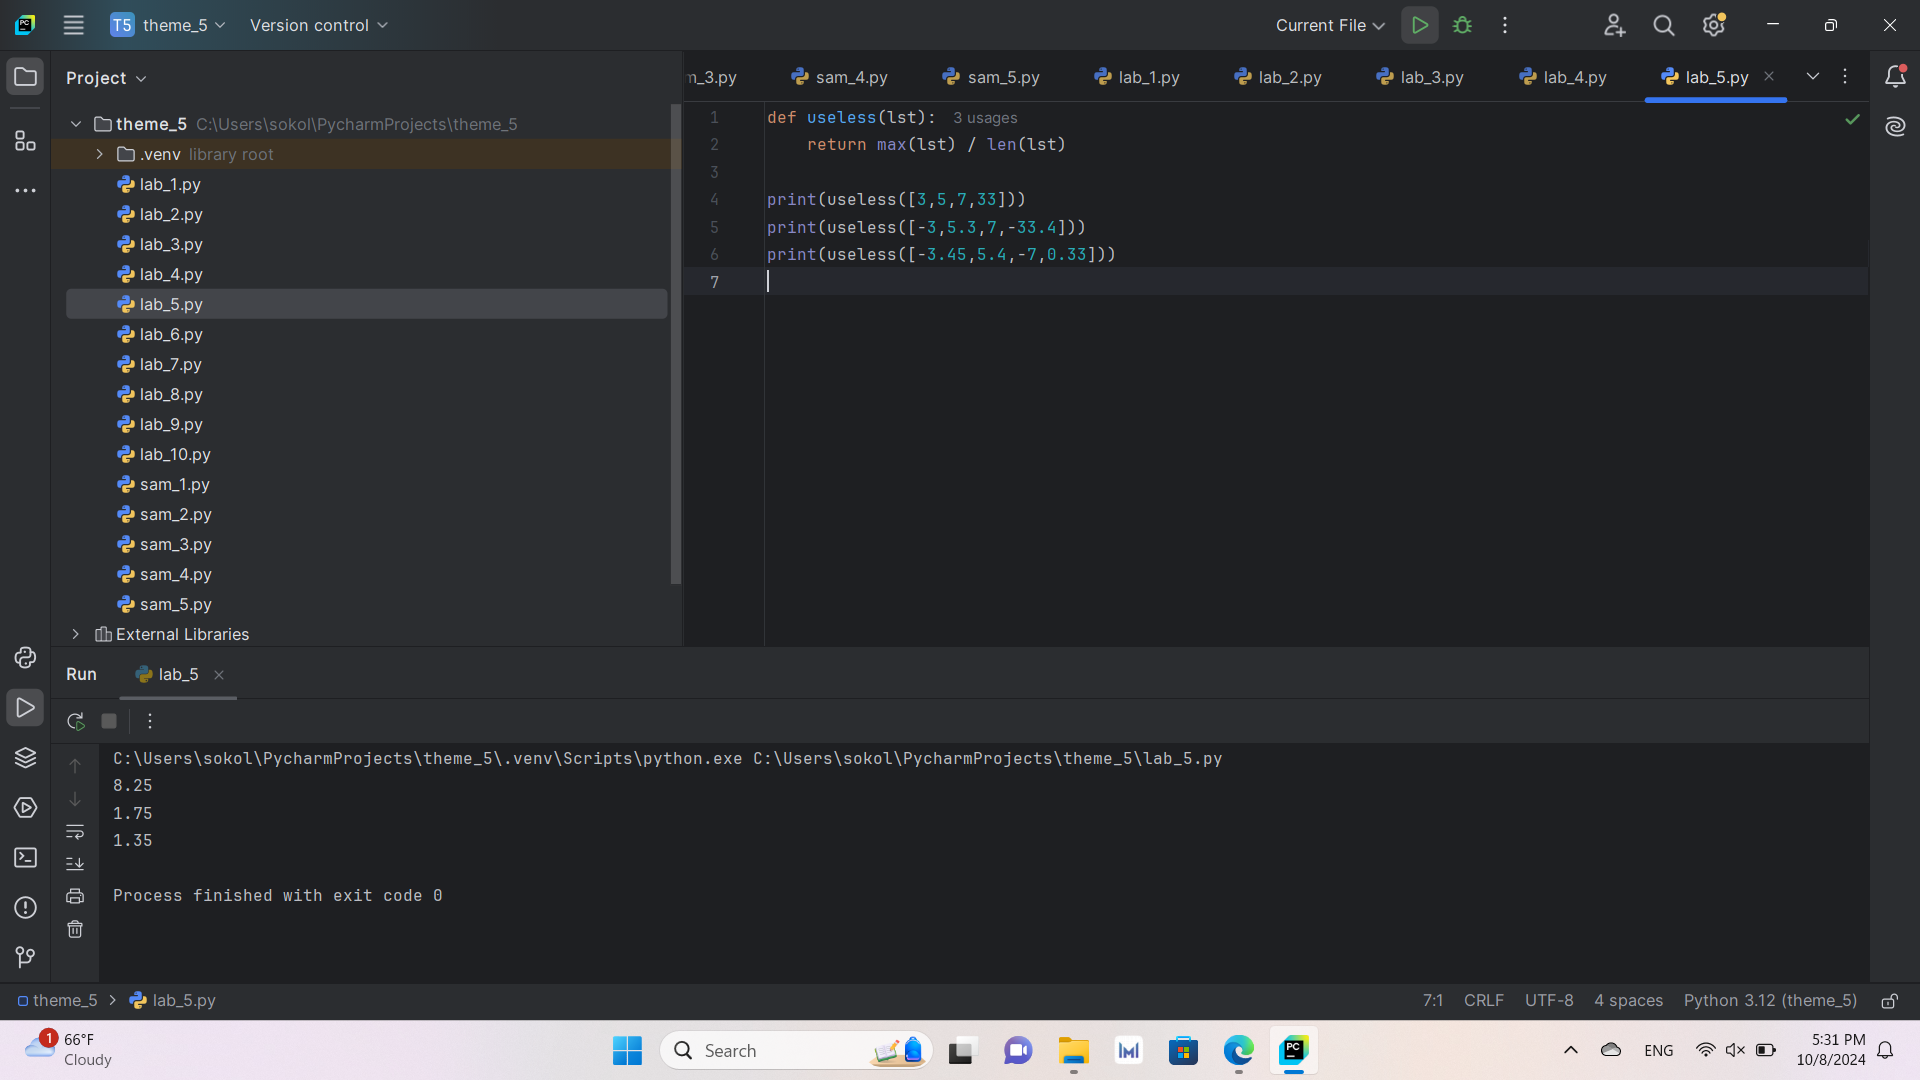 T5 theme_5 Version control Current File
Project
theme_5 C:\Users\sokol\PycharmProjects\theme_5
.venv library root
lab_1.py
lab_2.py
lab_3.py
lab_4.py
lab_5.py
lab_6.py
lab_7.py
lab_8.py
lab_9.py
lab_10.py
sam_1.py
sam_2.py
sam_3.py
sam_4.py
sam_5.py
External Libraries
m_3.py sam_4.py sam_5.py lab_1.py lab_2.py lab_3.py lab_4.py lab_5.py
1 def useless(lst): 3 usages
2 return max(lst) / len(lst)
3
4 print(useless([3,5,7,33]))
5 print(useless([-3,5.3,7,-33.4]))
6 print(useless([-3.45,5.4,-7,0.33]))
7
Run lab_5
C:\Users\sokol\PycharmProjects\theme_5\.venv\Scripts\python.exe C:\Users\sokol\PycharmProjects\theme_5\lab_5.py
8.25
1.75
1.35
Process finished with exit code 0
theme_5 lab_5.py 7:1 CRLF UTF-8 4 spaces Python 3.12 (theme_5)
1 66°F
Cloudy
Search
PC
ENG
5:31 PM
10/8/2024